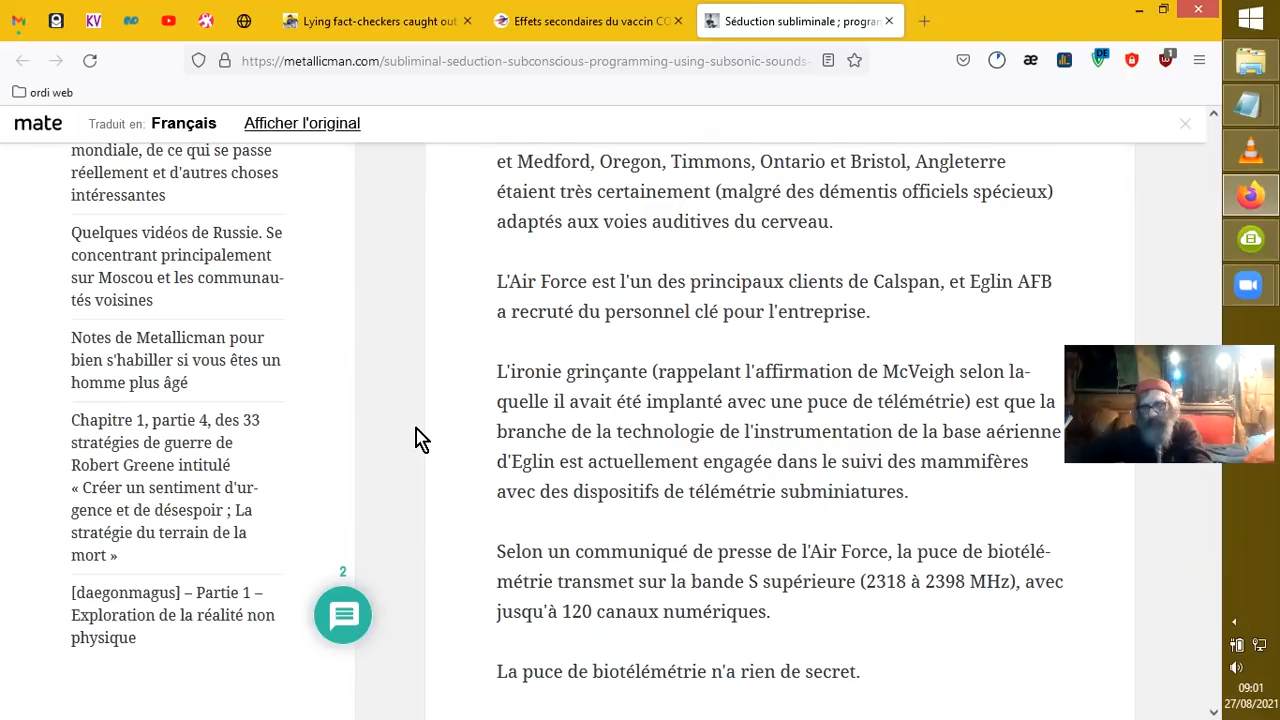 Lying fact-checkers caught out
Effets secondaires du vaccin CO
Séduction subliminale ; program
KV
https://metallicman.com/subliminal-seduction-subconscious-programming-using-subsonic-sounds-
æ
DE
1
ordi web
mate
Traduit en: Français
Afficher l'original
mondiale, de ce qui se passe
réellement et d'autres choses
intéressantes
Quelques vidéos de Russie. Se
concentrant principalement
sur Moscou et les communau-
tés voisines
Notes de Metallicman pour
bien s'habiller si vous êtes un
homme plus âgé
Chapitre 1, partie 4, des 33
stratégies de guerre de
Robert Greene intitulé
« Créer un sentiment d'ur-
gence et de désespoir ; La
stratégie du terrain de la
mort »
[daegonmagus] – Partie 1 –
Exploration de la réalité non
physique
2
et Medford, Oregon, Timmons, Ontario et Bristol, Angleterre
étaient très certainement (malgré des démentis officiels spécieux)
adaptés aux voies auditives du cerveau.
L'Air Force est l'un des principaux clients de Calspan, et Eglin AFB
a recruté du personnel clé pour l'entreprise.
L'ironie grinçante (rappelant l'affirmation de McVeigh selon la-
quelle il avait été implanté avec une puce de télémétrie) est que la
branche de la technologie de l'instrumentation de la base aérienne
d'Eglin est actuellement engagée dans le suivi des mammifères
avec des dispositifs de télémétrie subminiatures.
Selon un communiqué de presse de l'Air Force, la puce de biotélé-
métrie transmet sur la bande S supérieure (2318 à 2398 MHz), avec
jusqu'à 120 canaux numériques.
La puce de biotélémétrie n'a rien de secret.
09:01
27/08/2021